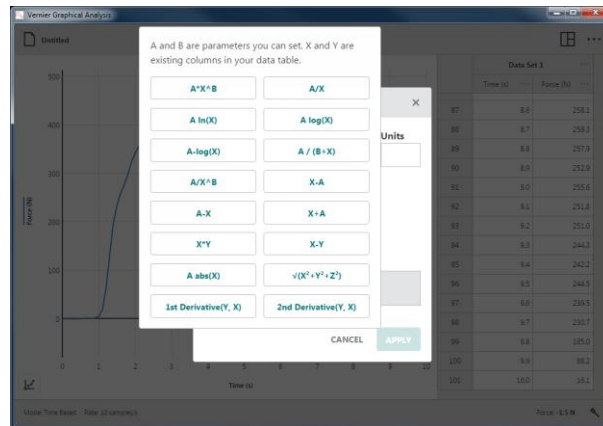 Vernier Graphical Analysis
Untitled
A and B are parameters you can set. X and Y are
existing columns in your data table.
A*X^B
A/X
A ln(X)
A log(X)
A-log(X)
A / (B+X)
A/X^B
X-A
A-X
X+A
X*Y
X-Y
A abs(X)
√(X²+Y²+Z²)
1st Derivative(Y, X)
2nd Derivative(Y, X)
Units
CANCEL
APPLY
500
400
300
200
100
0
Force (N)
0 1 2 3 4 5 6 7 8 9 10
Time (s)
Data Set 1
Time (s) Force (N)
87 8.6 258.1
88 8.7 258.3
89 8.8 257.9
90 8.9 252.9
91 9.0 255.6
92 9.1 251.8
93 9.2 251.0
94 9.3 244.3
95 9.4 242.2
96 9.5 244.5
97 9.6 239.5
98 9.7 230.7
99 9.8 185.0
100 9.9 88.2
101 10.0 16.1
Mode: Time Based Rate: 10 samples/s
Force -1.5 N